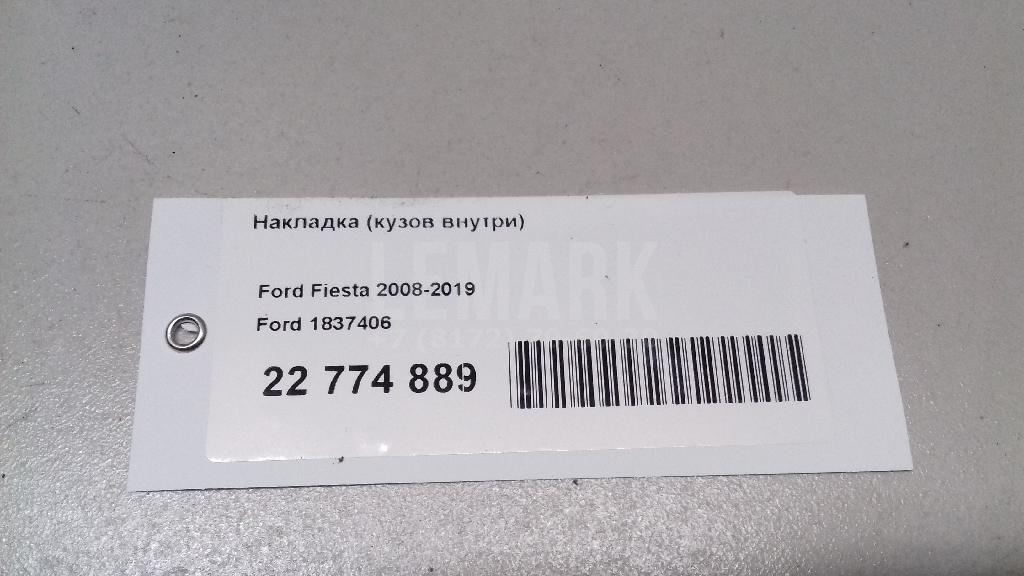 Накладка (кузов внутри)
LEMARK
Ford Fiesta 2008-2019
Ford 1837406
22 774 889